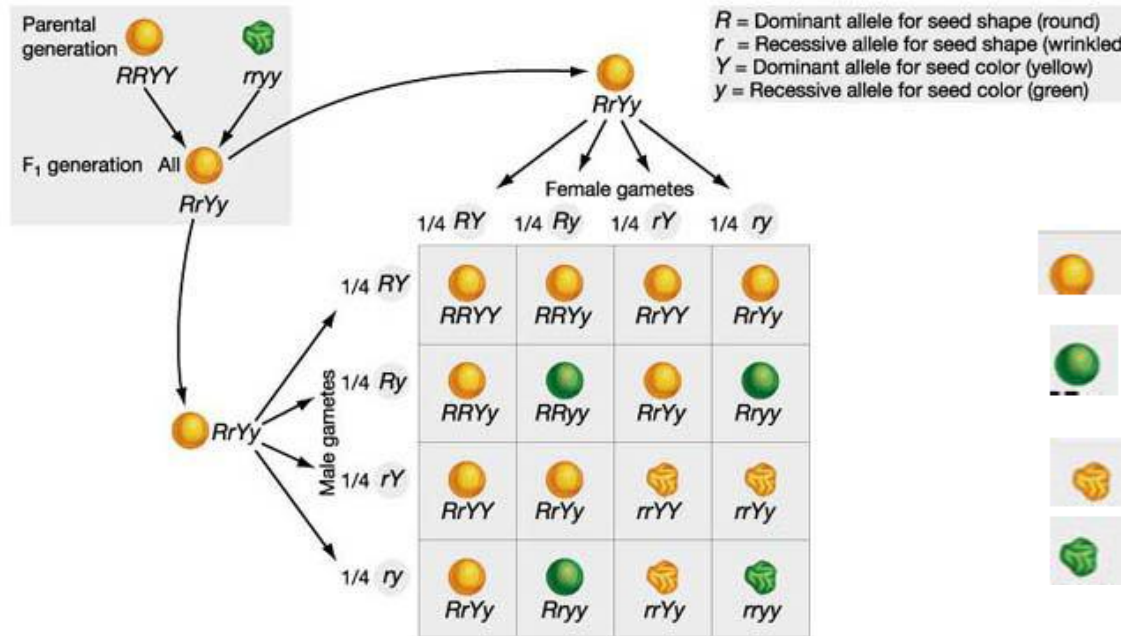 Parental
generation
RRYY
rryy
F1 generation
All
RrYy
RrYy
R = Dominant allele for seed shape (round)
r = Recessive allele for seed shape (wrinkled
Y = Dominant allele for seed color (yellow)
y = Recessive allele for seed color (green)
Female gametes
1/4 RY 1/4 Ry 1/4 rY 1/4 ry
1/4 RY
RRYY RRYy RrYY RrYy
1/4 Ry
RRYy RRyy RrYy Rryy
RrYy
Male gametes
1/4 rY
RrYY RrYy rrYY rrYy
1/4 ry
RrYy Rryy rrYy rryy